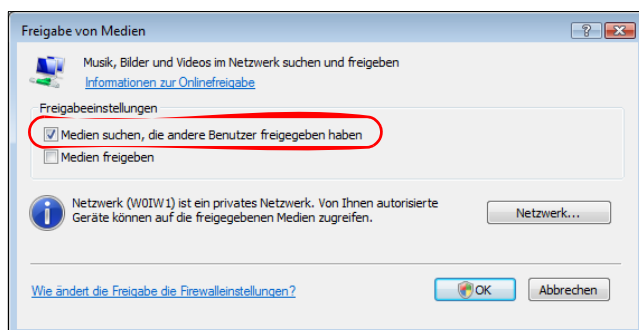 Freigabe von Medien
Musik, Bilder und Videos im Netzwerk suchen und freigeben
Informationen zur Onlinefreigabe
Freigabeeinstellungen
Medien suchen, die andere Benutzer freigegeben haben
Medien freigeben
Netzwerk (W0IW1) ist ein privates Netzwerk. Von Ihnen autorisierte
Geräte können auf die freigegebenen Medien zugreifen.
Netzwerk...
Wie ändert die Freigabe die Firewalleinstellungen?
OK
Abbrechen